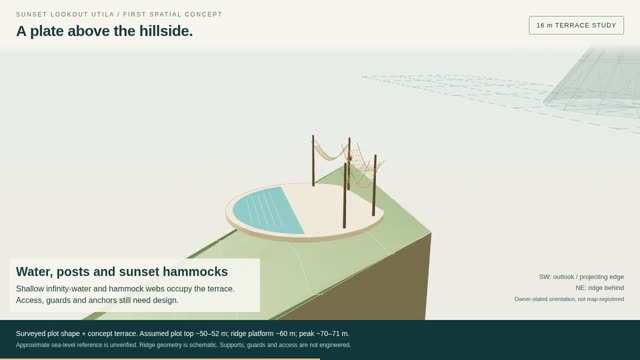 SUNSET LOOKOUT UTILA / FIRST SPATIAL CONCEPT
A plate above the hillside.
16 m TERRACE STUDY
Water, posts and sunset hammocks
Shallow infinity-water and hammock webs occupy the terrace.
Access, guards and anchors still need design.
SW: outlook / projecting edge
NE: ridge behind
Owner-stated orientation, not map-registered
Surveyed plot shape + concept terrace. Assumed plot top ~50–52 m; ridge platform ~60 m; peak ~70–71 m.
Approximate sea-level reference is unverified. Ridge geometry is schematic. Supports, guards and access are not engineered.